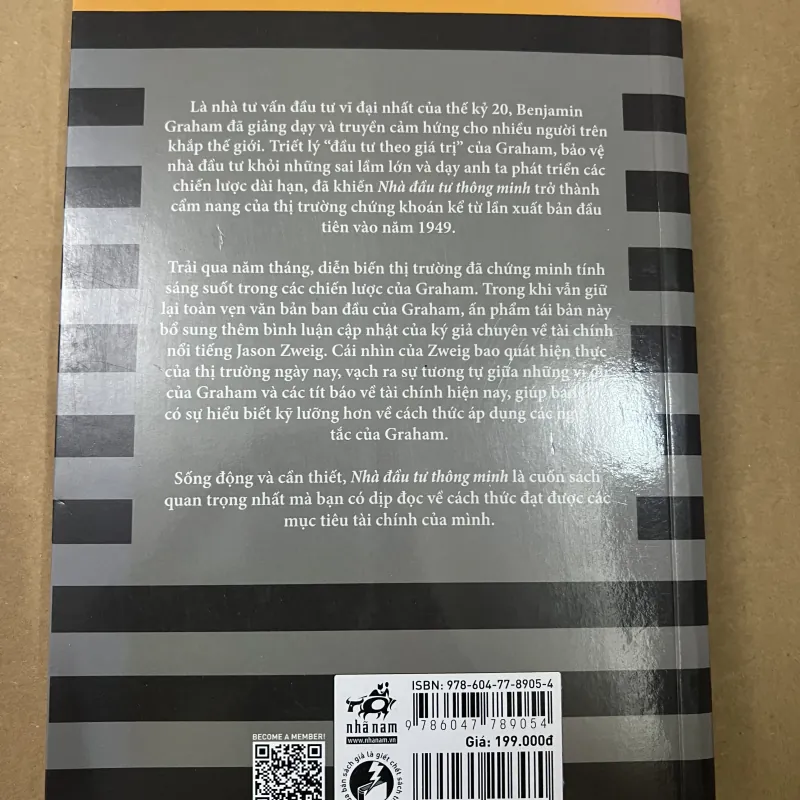 Là nhà tư vấn đầu tư vĩ đại nhất của thế kỷ 20, Benjamin
Graham đã giảng dạy và truyền cảm hứng cho nhiều người trên
khắp thế giới. Triết lý “đầu tư theo giá trị” của Graham, bảo vệ
nhà đầu tư khỏi những sai lầm lớn và dạy anh ta phát triển các
chiến lược dài hạn, đã khiến Nhà đầu tư thông minh trở thành
cẩm nang của thị trường chứng khoán kể từ lần xuất bản đầu
tiên vào năm 1949.
Trải qua năm tháng, diễn biến thị trường đã chứng minh tính
sáng suốt trong các chiến lược của Graham. Trong khi vẫn giữ
lại toàn vẹn văn bản ban đầu của Graham, ấn phẩm tái bản này
bổ sung thêm bình luận cập nhật của ký giả chuyên về tài chính
nổi tiếng Jason Zweig. Cái nhìn của Zweig bao quát hiện thực
của thị trường ngày nay, vạch ra sự tương tự giữa những ví dụ
của Graham và các tít báo về tài chính hiện nay, giúp bạn
có sự hiểu biết kỹ lưỡng hơn về cách thức áp dụng các
tắc của Graham.
Sống động và cần thiết, Nhà đầu tư thông minh là cuốn sách
quan trọng nhất mà bạn có dịp đọc về cách thức đạt được các
mục tiêu tài chính của mình.
ISBN: 978-604-77-8905-4
9 786047 789054
Giá: 199.000đ
nhã nam
www.nhanam.vn
BECOME A MEMBER!
bản sách giả là giết chết sách